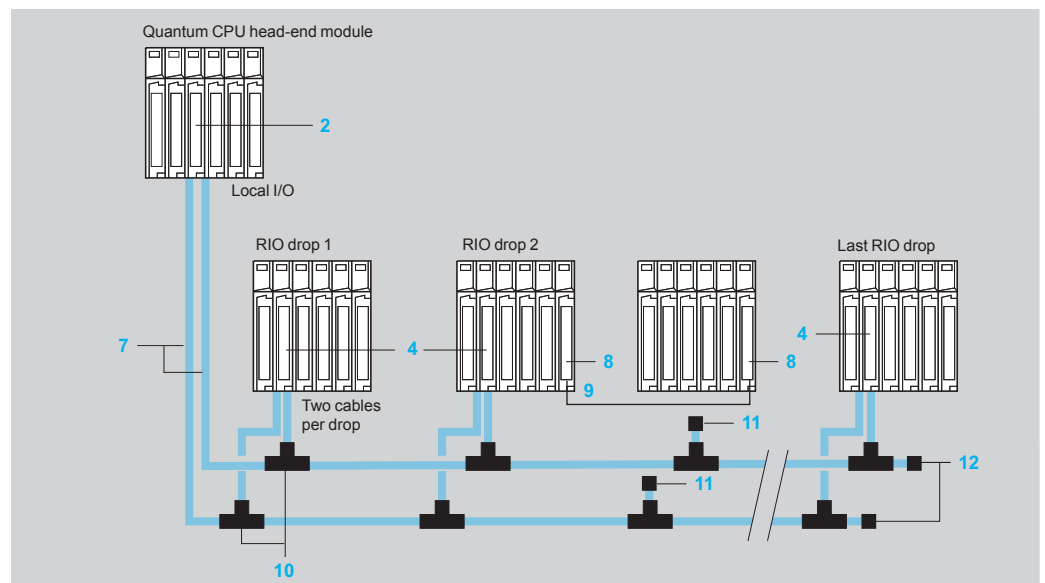 Quantum CPU head-end module
2
Local I/O
RIO drop 1
RIO drop 2
Last RIO drop
7
4
8
9
8
4
Two cables
per drop
11
11
12
10